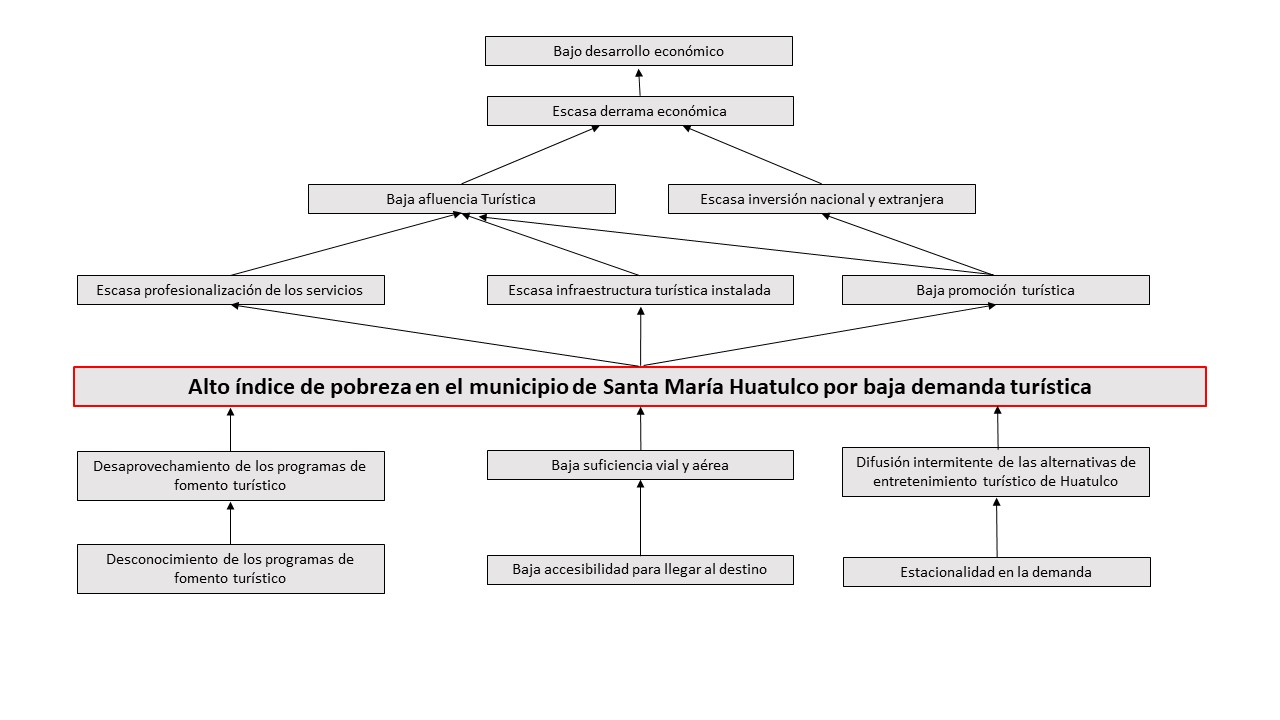 Bajo desarrollo económico
Escasa derrama económica
Baja afluencia Turística
Escasa inversión nacional y extranjera
Escasa profesionalización de los servicios
Escasa infraestructura turística instalada
Baja promoción turística
Alto índice de pobreza en el municipio de Santa María Huatulco por baja demanda turística
Desaprovechamiento de los programas de
fomento turístico
Baja suficiencia vial y aérea
Difusión intermitente de las alternativas de
entretenimiento turístico de Huatulco
Desconocimiento de los programas de
fomento turístico
Baja accesibilidad para llegar al destino
Estacionalidad en la demanda